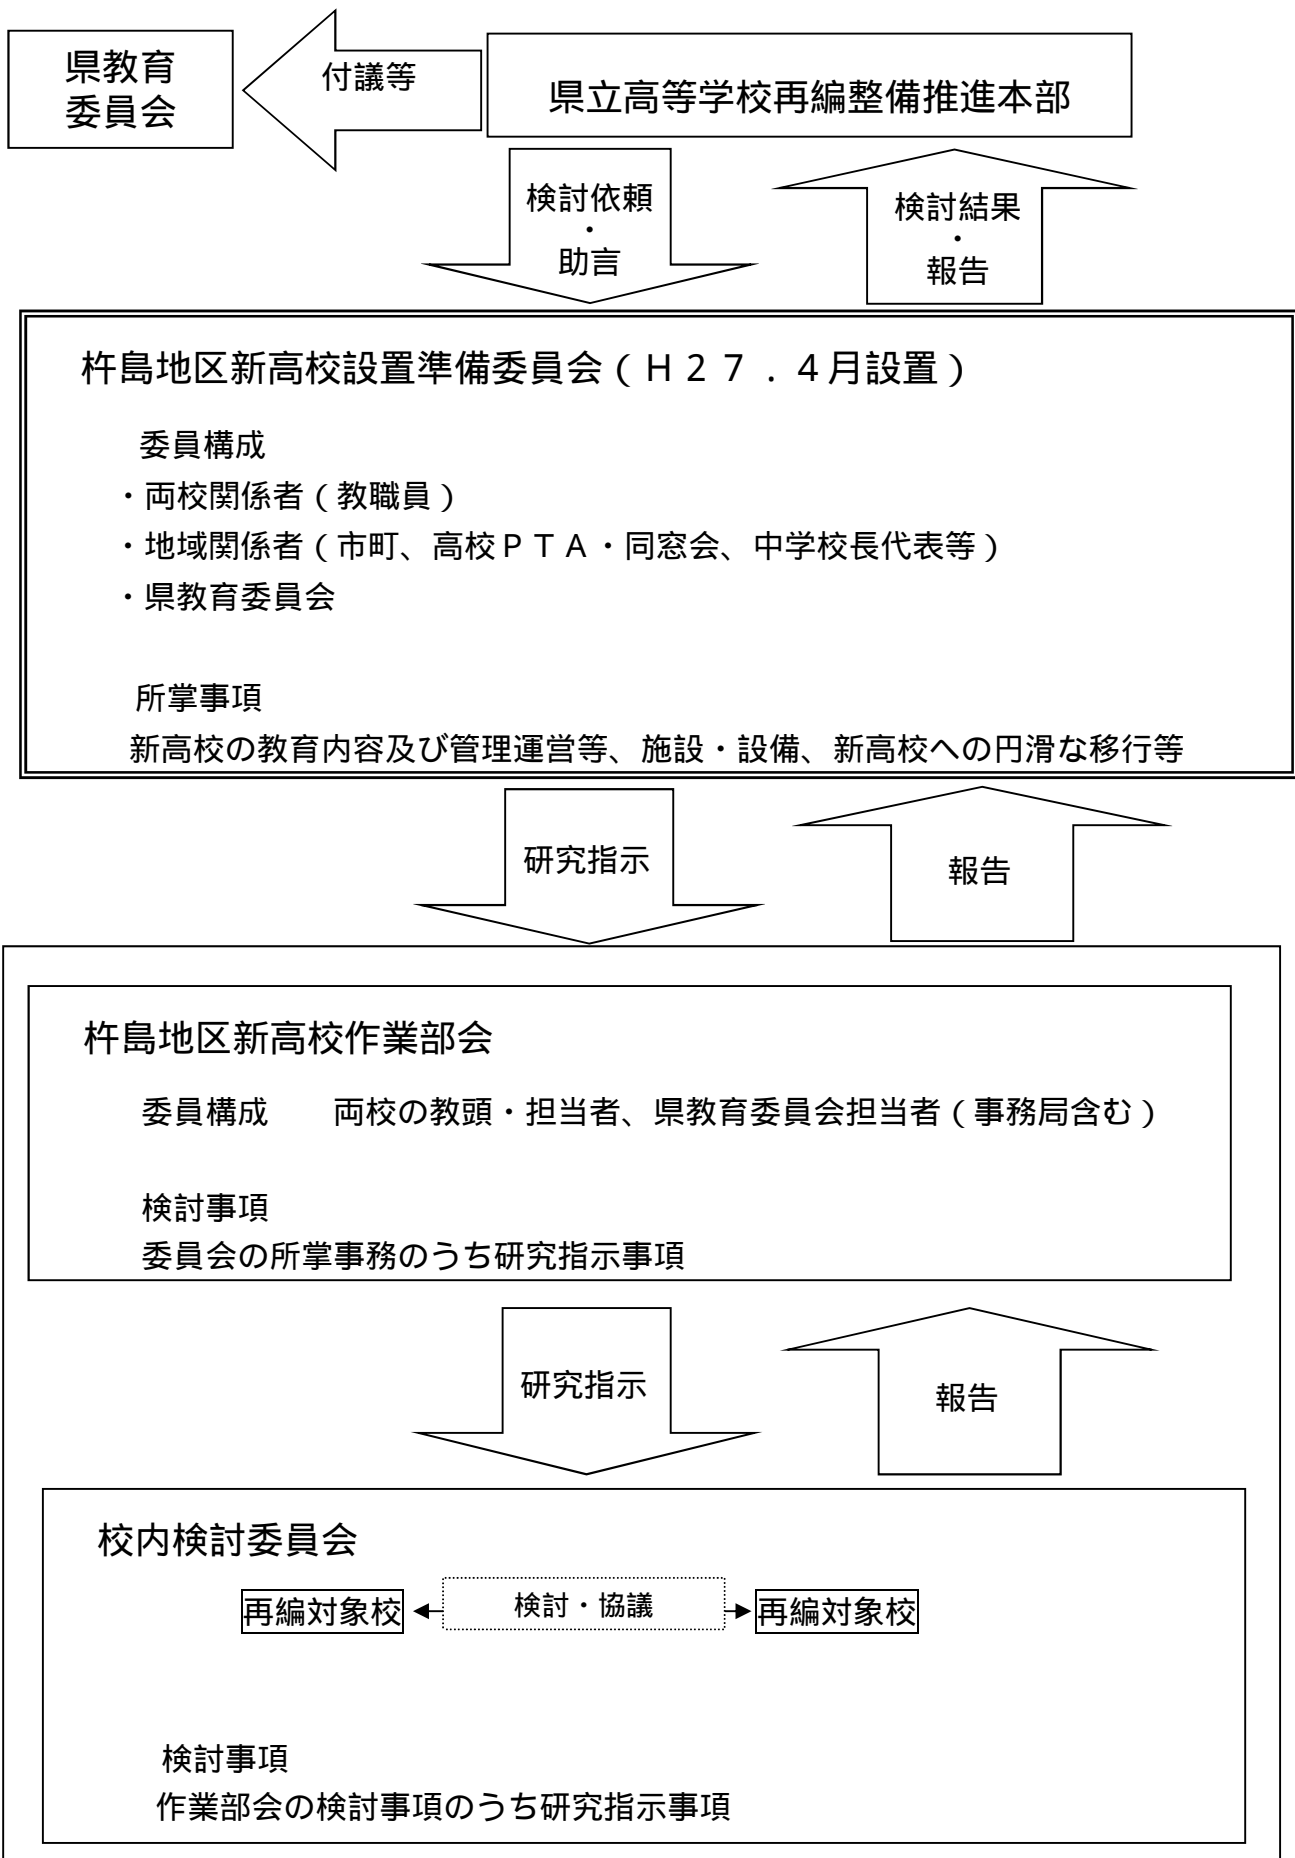 県教育
委員会
付議等
県立高等学校再編整備推進本部
検討依頼
・
助言
検討結果
・
報告
杵島地区新高校設置準備委員会(H27.4月設置)
委員構成
・両校関係者(教職員)
・地域関係者(市町、高校PTA・同窓会、中学校長代表等)
・県教育委員会
所掌事項
新高校の教育内容及び管理運営等、施設・設備、新高校への円滑な移行等
研究指示
報告
杵島地区新高校作業部会
委員構成  両校の教頭・担当者、県教育委員会担当者(事務局含む)
検討事項
委員会の所掌事務のうち研究指示事項
研究指示
報告
校内検討委員会
再編対象校 検討・協議 再編対象校
検討事項
作業部会の検討事項のうち研究指示事項